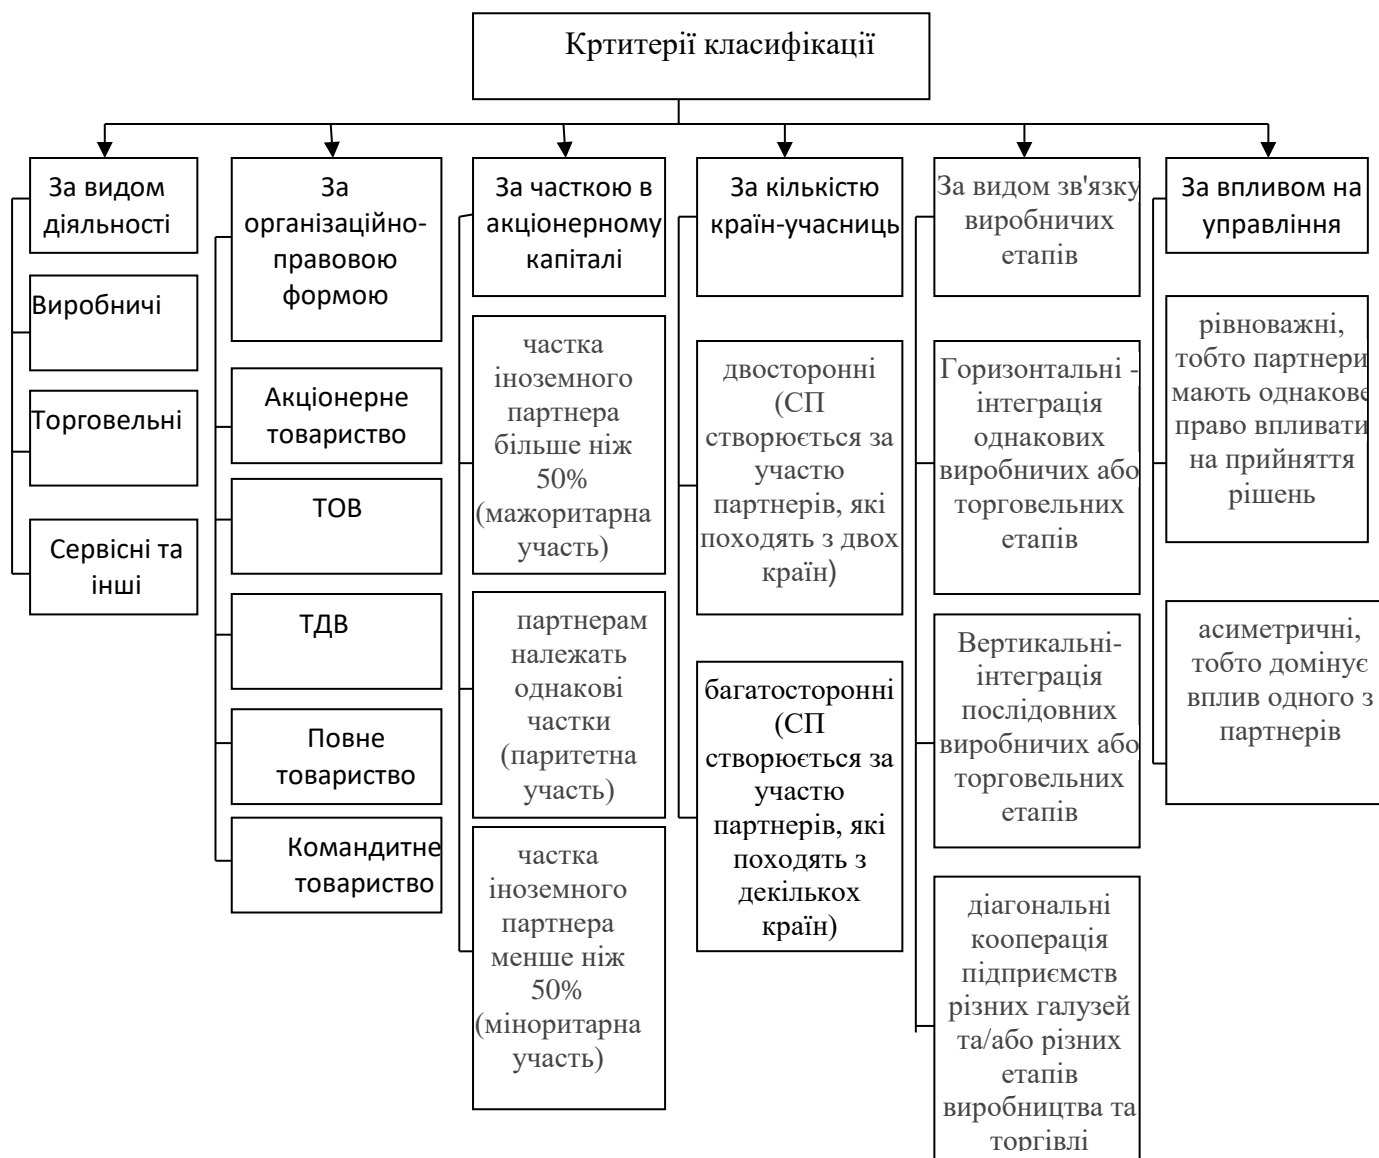 Кртитерії класифікації
За видом
діяльності
Виробничі
Торговельні
Сервісні та
інші
За
організаційно-
правовою
формою
Акціонерне
товариство
ТОВ
ТДВ
Повне
товариство
Командитне
товариство
За часткою в
акціонерному
капіталі
частка
іноземного
партнера
більше ніж
50%
(мажоритарна
участь)
партнерам
належать
однакові
частки
(паритетна
участь)
частка
іноземного
партнера
менше ніж
50%
(міноритарна
участь)
За кількістю
країн-учасниць
двосторонні
(СП
створюється за
участю
партнерів, які
походять з двох
країн)
багатосторонні
(СП
створюється за
участю
партнерів, які
походять з
декількох
країн)
За видом зв'язку
виробничих
етапів
Горизонтальні -
інтеграція
однакових
виробничих або
торговельних
етапів
Вертикальні-
інтеграція
послідовних
виробничих або
торговельних
етапів
діагональні
кооперація
підприємств
різних галузей
та/або різних
етапів
виробництва та
торгівлі
За впливом на
управління
рівноважні,
тобто партнери
мають однакове
право впливати
на прийняття
рішень
асиметричні,
тобто домінує
вплив одного з
партнерів